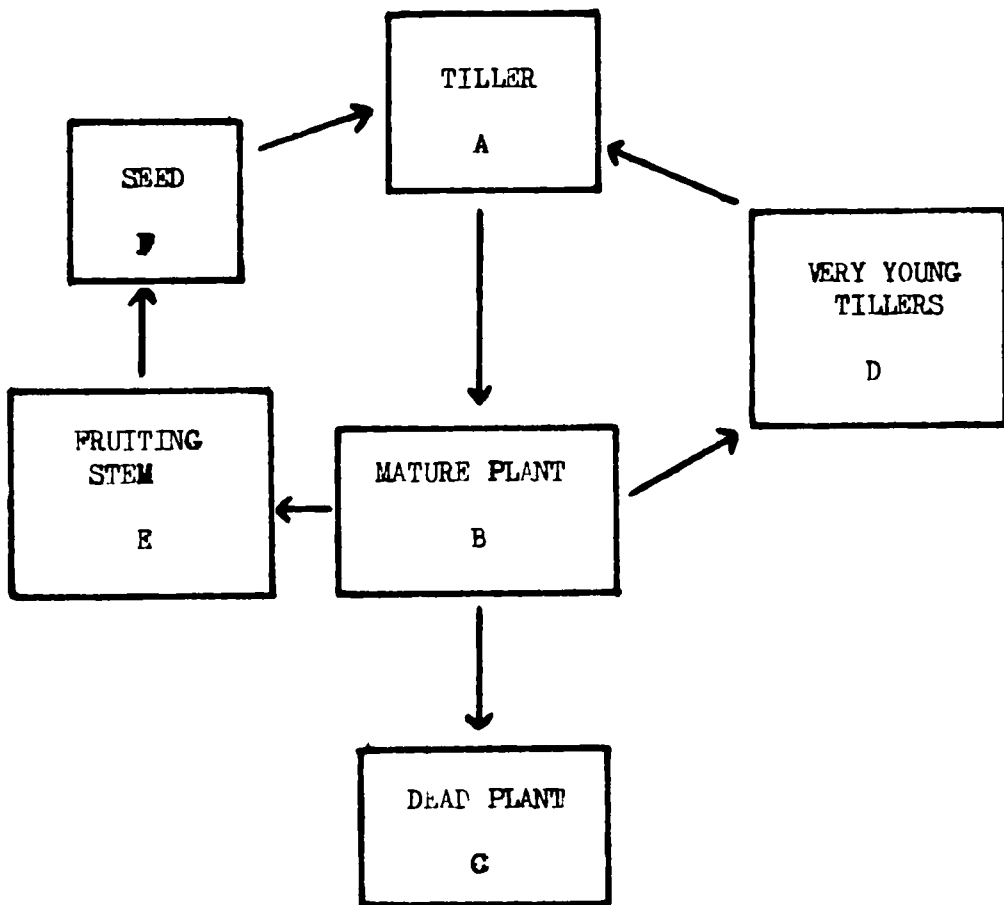 TILLER
A
SEED
F
VERY YOUNG
TILLERS
D
FRUITING
STEM
E
MATURE PLANT
B
DEAD PLANT
C